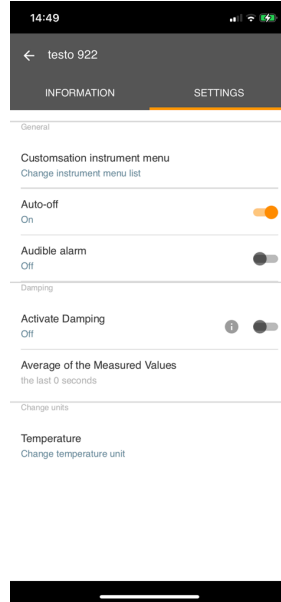 14:49
testo 922
INFORMATION SETTINGS
General
Customsation instrument menu
Change instrument menu list
Auto-off
On
Audible alarm
Off
Damping
Activate Damping
Off
Average of the Measured Values
the last 0 seconds
Change units
Temperature
Change temperature unit